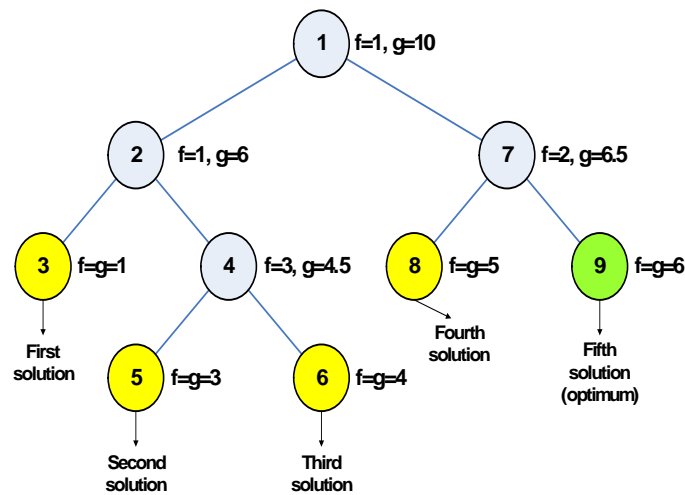 1 f=1, g=10
2 f=1, g=6
7 f=2, g=6.5
3 f=g=1
4 f=3, g=4.5
8 f=g=5
9 f=g=6
First
solution
5 f=g=3
6 f=g=4
Fourth
solution
Fifth
solution
(optimum)
Second
solution
Third
solution